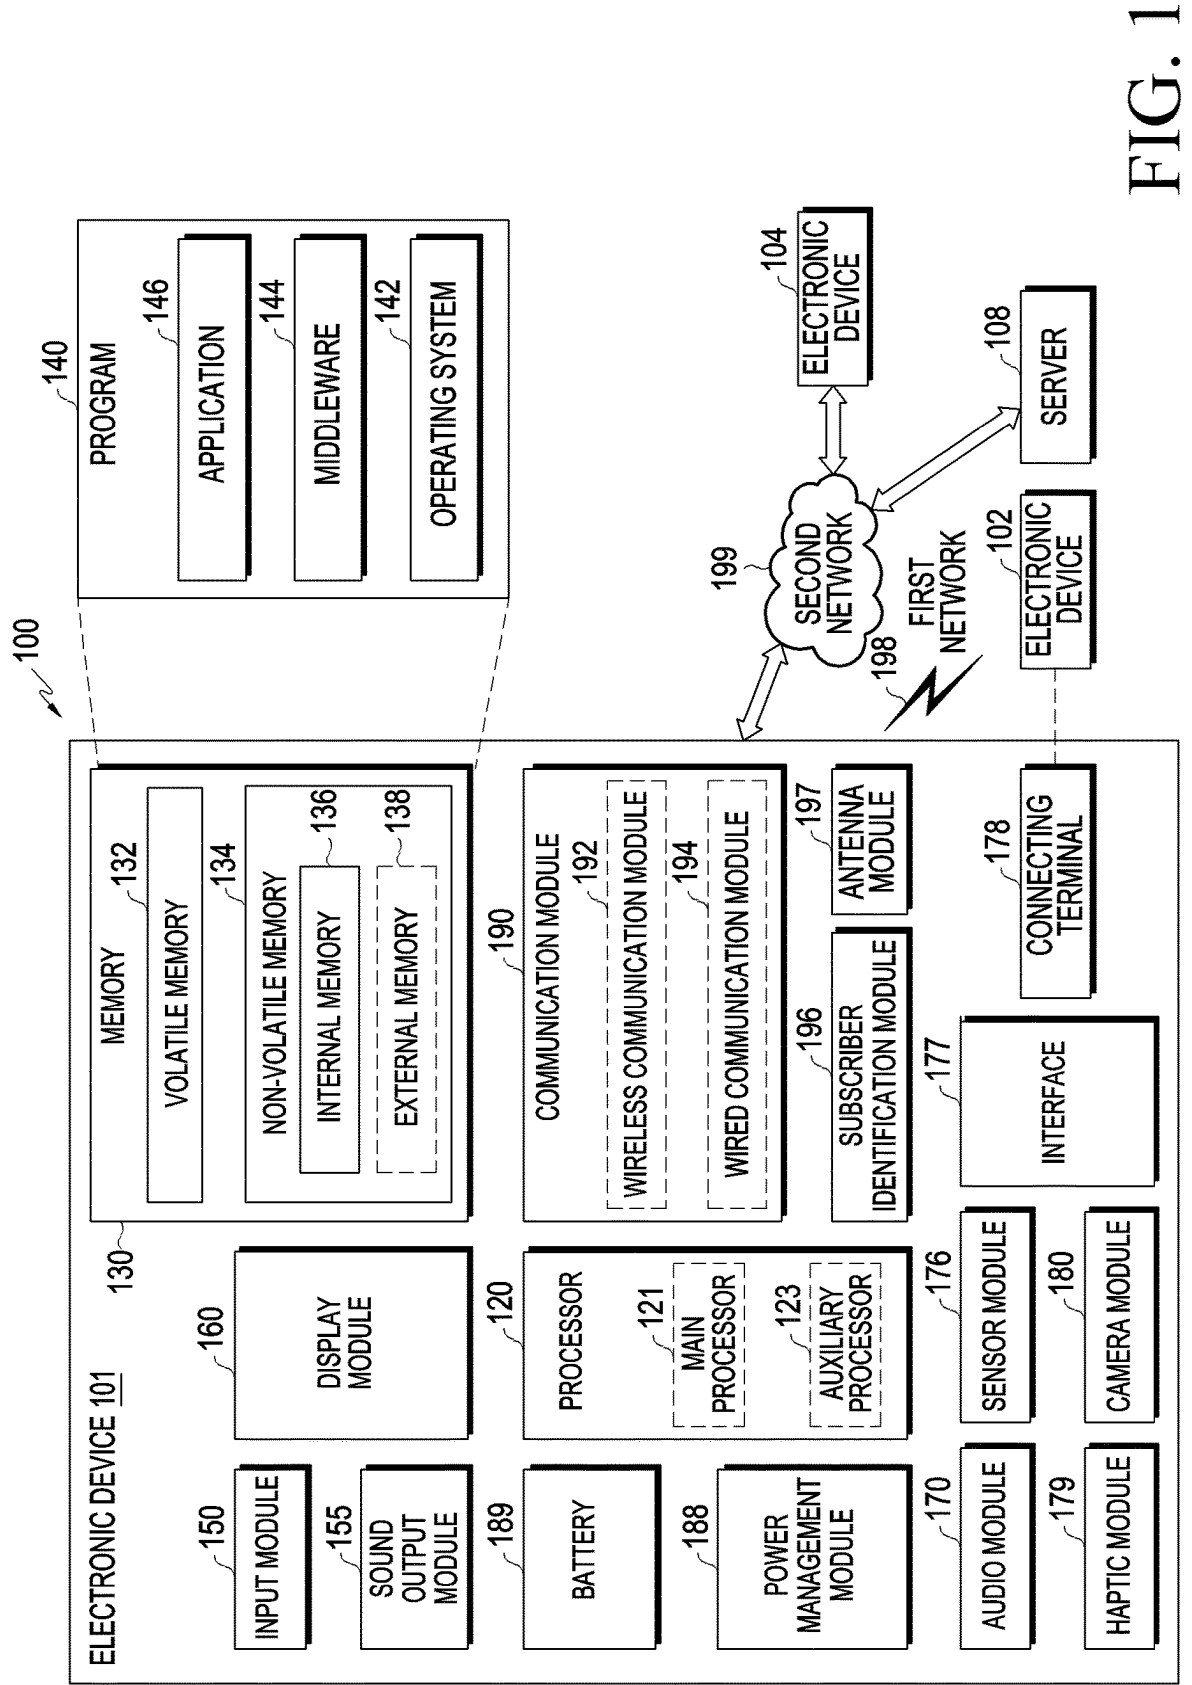 100
ELECTRONIC DEVICE 101
INPUT MODULE
150
SOUND
OUTPUT
MODULE
155
BATTERY
189
POWER
MANAGEMENT
MODULE
188
AUDIO MODULE
170
HAPTIC MODULE
179
DISPLAY
MODULE
160
PROCESSOR
120
MAIN
PROCESSOR
121
AUXILIARY
PROCESSOR
123
SENSOR MODULE
176
CAMERA MODULE
180
130
MEMORY
VOLATILE MEMORY
132
NON-VOLATILE MEMORY
134
INTERNAL MEMORY
136
EXTERNAL MEMORY
138
COMMUNICATION MODULE
190
WIRELESS COMMUNICATION MODULE
192
WIRED COMMUNICATION MODULE
194
SUBSCRIBER
IDENTIFICATION MODULE
196
ANTENNA
MODULE
197
INTERFACE
177
CONNECTING
TERMINAL
178
PROGRAM
140
APPLICATION
146
MIDDLEWARE
144
OPERATING SYSTEM
142
SECOND
NETWORK
199
FIRST
NETWORK
198
ELECTRONIC
DEVICE
104
ELECTRONIC
DEVICE
102
SERVER
108
FIG. 1